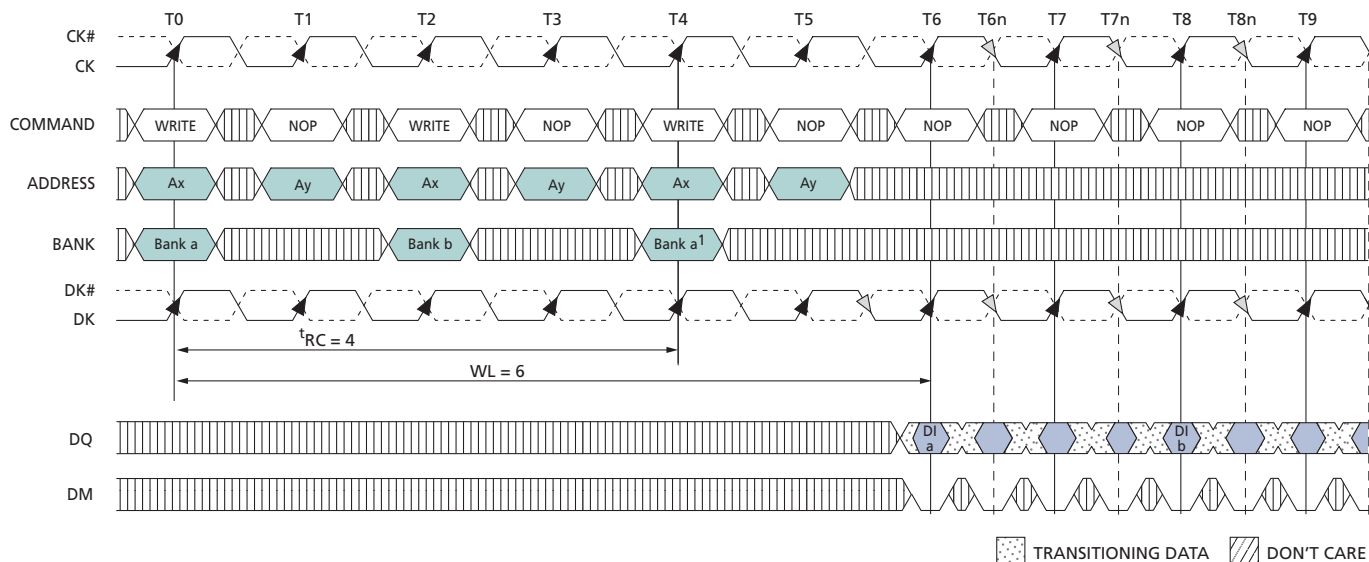 T0 T1 T2 T3 T4 T5 T6 T6n T7 T7n T8 T8n T9
CK#
CK
COMMAND WRITE NOP WRITE NOP WRITE NOP NOP NOP NOP NOP
ADDRESS Ax Ay Ax Ay Ax Ay
BANK Bank a Bank b Bank a¹
DK#
DK
ᵗRC = 4
WL = 6
DQ DI a DI b
DM
TRANSITIONING DATA DON'T CARE